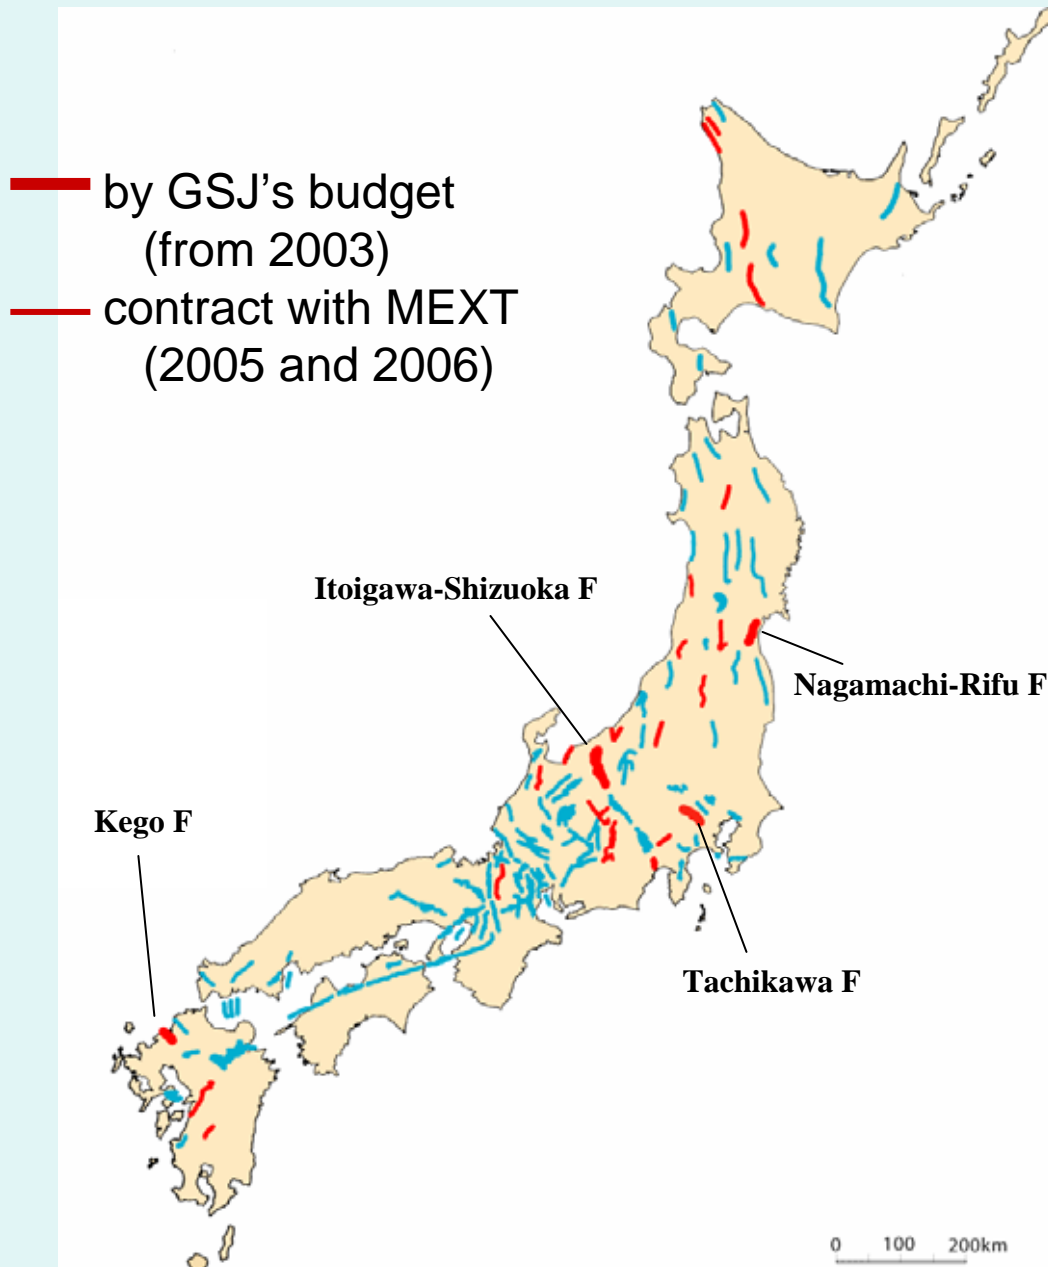 by GSJ's budget
(from 2003)
contract with MEXT
(2005 and 2006)
Itoigawa-Shizuoka F
Nagamachi-Rifu F
Kego F
Tachikawa F
0 100 200km